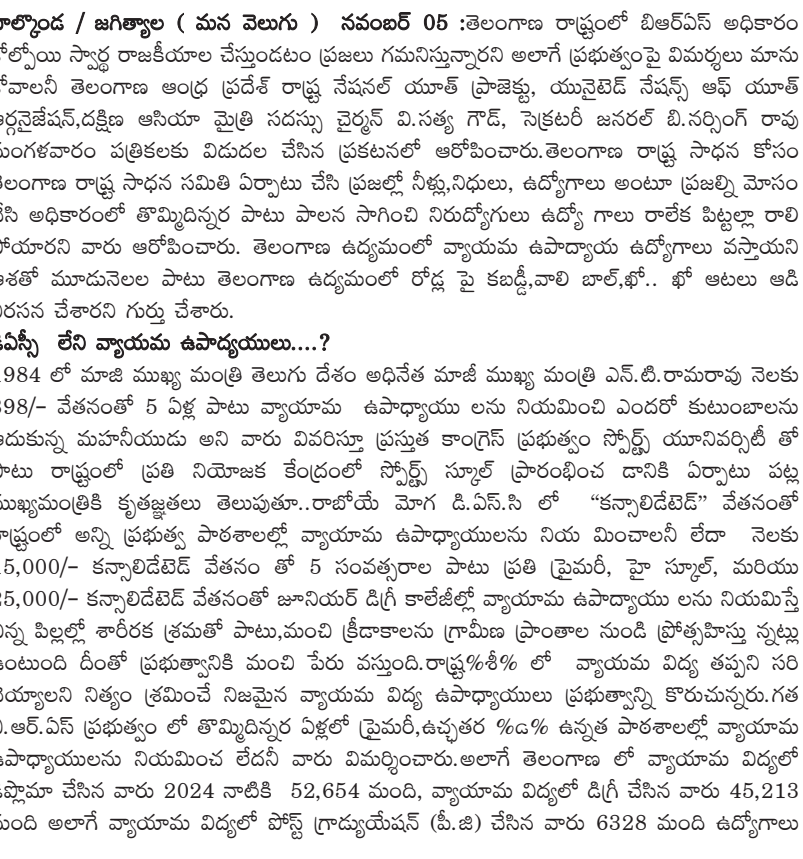 వాల్కొండ / జగిత్యాల ( మన వెలుగు ) నవంబర్ 05 :తెలంగాణ రాష్ట్రంలో బిఆర్ఎస్ అధికారం
కోల్పోయి స్వార్థ రాజకీయాల చేస్తుండటం ప్రజలు గమనిస్తున్నారని అలాగే ప్రభుత్వంపై విమర్శలు మాను
కోవాలనీ తెలంగాణ ఆంధ్ర ప్రదేశ్ రాష్ట్ర నేషనల్ యూత్ ప్రాజెక్టు, యునైటెడ్ నేషన్స్ ఆఫ్ యూత్
ఆర్గనైజేషన్,దక్షిణ ఆసియా మైత్రి సదస్సు చైర్మన్ వి.సత్య గౌడ్, సెక్రటరీ జనరల్ బి.నర్సింగ్ రావు
మంగళవారం పత్రికలకు విడుదల చేసిన ప్రకటనలో ఆరోపించారు.తెలంగాణ రాష్ట్ర సాధన కోసం
తెలంగాణ రాష్ట్ర సాధన సమితి ఏర్పాటు చేసి ప్రజల్లో నీళ్లు,నిధులు, ఉద్యోగాలు అంటూ ప్రజల్ని మోసం
చేసి అధికారంలో తొమ్మిదిన్నర పాటు పాలన సాగించి నిరుద్యోగులు ఉద్యో గాలు రాలేక పిట్టల్లా రాలి
పోయారని వారు ఆరోపించారు. తెలంగాణ ఉద్యమంలో వ్యాయమ ఉపాద్యాయ ఉద్యోగాలు వస్తాయని
ఆశతో మూడునెలల పాటు తెలంగాణ ఉద్యమంలో రోడ్ల పై కబడ్డీ,వాలి బాల్,ఖో.. ఖో ఆటలు ఆడి
నిరసన చేశారని గుర్తు చేశారు.
డిఏస్సీ లేని వ్యాయమ ఉపాద్యయులు....?
1984 లో మాజి ముఖ్య మంత్రి తెలుగు దేశం అధినేత మాజీ ముఖ్య మంత్రి ఎన్.టి.రామరావు నెలకు
398/- వేతనంతో 5 ఏళ్ల పాటు వ్యాయామ ఉపాధ్యాయు లను నియమించి ఎందరో కుటుంబాలను
ఆదుకున్న మహనీయుడు అని వారు వివరిస్తూ ప్రస్తుత కాంగ్రెస్ ప్రభుత్వం స్పోర్ట్స్ యూనివర్సిటీ తో
పాటు రాష్ట్రంలో ప్రతి నియోజక కేంద్రంలో స్పోర్ట్స్ స్కూల్ ప్రారంభించ డానికి ఏర్పాటు పట్ల
ముఖ్యమంత్రికి కృతజ్ఞతలు తెలుపుతూ..రాబోయే మోగ డి.ఏస్.సి లో “కన్సాలిడేటెడ్” వేతనంతో
రాష్ట్రంలో అన్ని ప్రభుత్వ పాఠశాలల్లో వ్యాయామ ఉపాధ్యాయులను నియ మించాలనీ లేదా నెలకు
15,000/- కన్సాలిడేటెడ్ వేతనం తో 5 సంవత్సరాల పాటు ప్రతి ప్రైమరీ, హై స్కూల్, మరియు
25,000/- కన్సాలిడేటెడ్ వేతనంతో జూనియర్ డిగ్రీ కాలేజీల్లో వ్యాయామ ఉపాద్యాయు లను నియమిస్తే
చిన్న పిల్లల్లో శారీరక శ్రమతో పాటు,మంచి క్రీడాకాలను గ్రామీణ ప్రాంతాల నుండి ప్రోత్సహిస్తు న్నట్లు
ఉంటుంది దీంతో ప్రభుత్వానికి మంచి పేరు వస్తుంది.రాష్ట్ర%శీ% లో వ్యాయమ విద్య తప్పని సరి
చెయ్యాలని నిత్యం శ్రమించే నిజమైన వ్యాయమ విద్య ఉపాధ్యాయులు ప్రభుత్వాన్ని కొరుచున్నరు.గత
బి.ఆర్.ఏస్ ప్రభుత్వం లో తొమ్మిదిన్నర ఏళ్లలో ప్రైమరీ,ఉచ్చతర %డ% ఉన్నత పాఠశాలల్లో వ్యాయామ
ఉపాధ్యాయులను నియమించ లేదనీ వారు విమర్శించారు.అలాగే తెలంగాణ లో వ్యాయామ విద్యలో
డిప్లొమా చేసిన వారు 2024 నాటికి 52,654 మంది, వ్యాయామ విద్యలో డిగ్రీ చేసిన వారు 45,213
మంది అలాగే వ్యాయామ విద్యలో పోస్ట్ గ్రాడ్యుయేషన్ (పీ.జి) చేసిన వారు 6328 మంది ఉద్యోగాలు